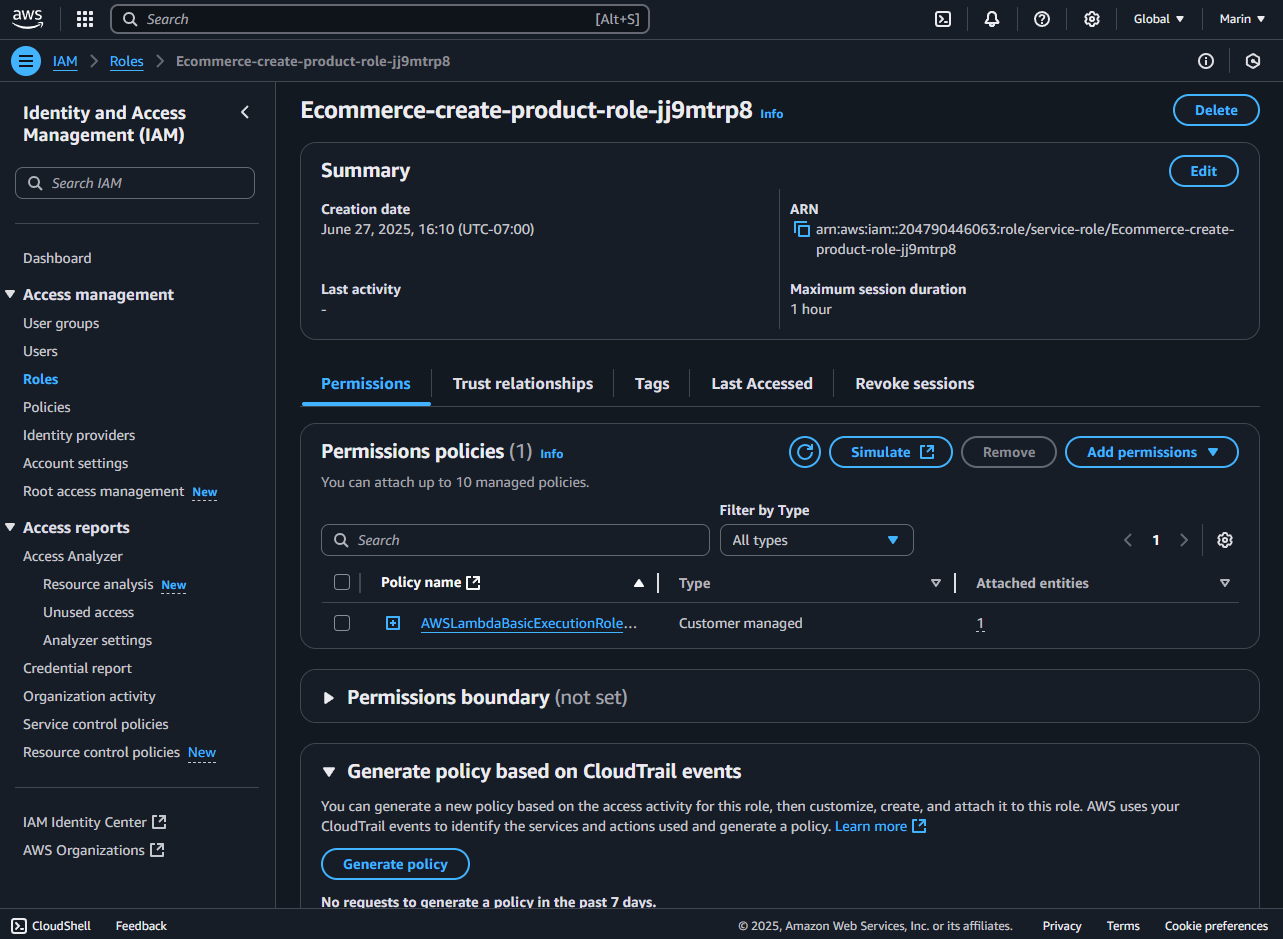 aws
Search [Alt+S]
Global
Marin
IAM > Roles > Ecommerce-create-product-role-jj9mtrp8
Identity and Access
Management (IAM)
Search IAM
Dashboard
Access management
User groups
Users
Roles
Policies
Identity providers
Account settings
Root access management New
Access reports
Access Analyzer
Resource analysis New
Unused access
Analyzer settings
Credential report
Organization activity
Service control policies
Resource control policies New
IAM Identity Center
AWS Organizations
Ecommerce-create-product-role-jj9mtrp8 Info
Delete
Summary
Edit
Creation date
June 27, 2025, 16:10 (UTC-07:00)
ARN
arn:aws:iam::204790446063:role/service-role/Ecommerce-create-
product-role-jj9mtrp8
Last activity
-
Maximum session duration
1 hour
Permissions
Trust relationships
Tags
Last Accessed
Revoke sessions
Permissions policies (1) Info
Simulate
Remove
Add permissions
You can attach up to 10 managed policies.
Filter by Type
Search
All types
1
Policy name
Type
Attached entities
AWSLambdaBasicExecutionRole...
Customer managed
1
Permissions boundary (not set)
Generate policy based on CloudTrail events
You can generate a new policy based on the access activity for this role, then customize, create, and attach it to this role. AWS uses your
CloudTrail events to identify the services and actions used and generate a policy. Learn more
Generate policy
No requests to generate a policy in the past 7 days.
CloudShell
Feedback
© 2025, Amazon Web Services, Inc. or its affiliates.
Privacy
Terms
Cookie preferences